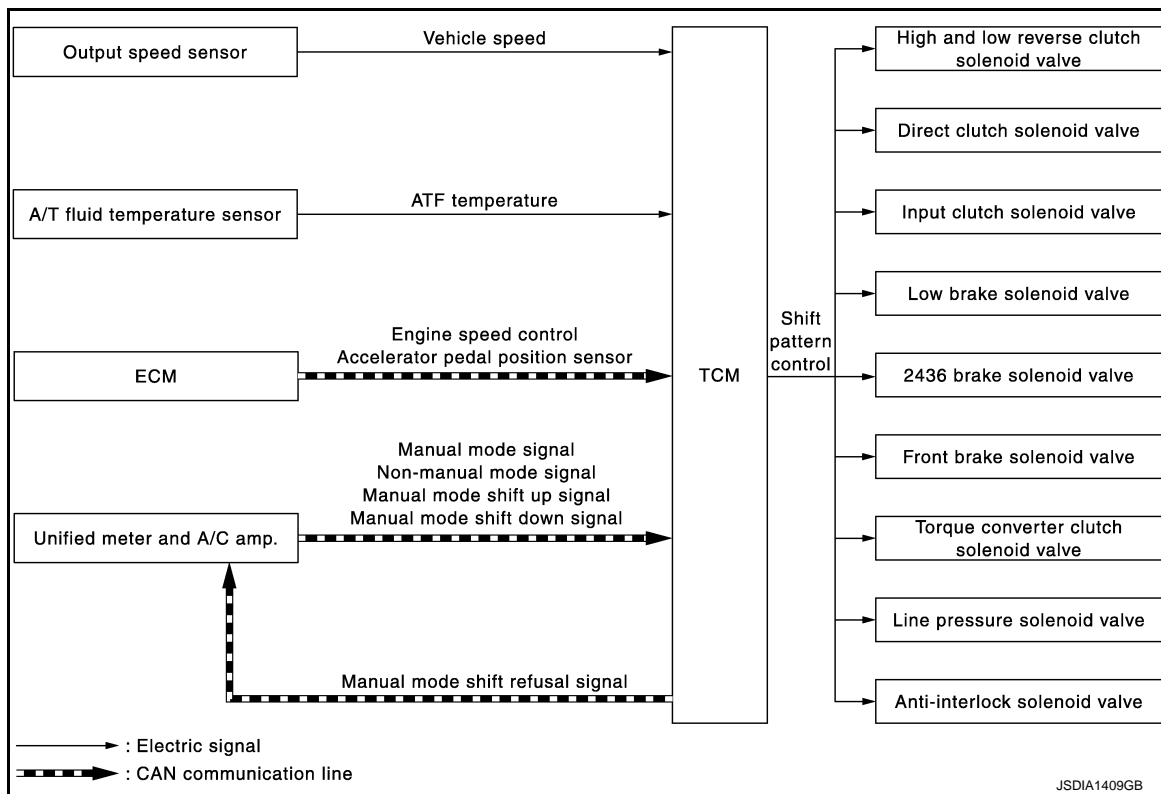 Output speed sensor
Vehicle speed
A/T fluid temperature sensor
ATF temperature
ECM
Engine speed control
Accelerator pedal position sensor
Unified meter and A/C amp.
Manual mode signal
Non-manual mode signal
Manual mode shift up signal
Manual mode shift down signal
Manual mode shift refusal signal
TCM
Shift
pattern
control
High and low reverse clutch
solenoid valve
Direct clutch solenoid valve
Input clutch solenoid valve
Low brake solenoid valve
2436 brake solenoid valve
Front brake solenoid valve
Torque converter clutch
solenoid valve
Line pressure solenoid valve
Anti-interlock solenoid valve
: Electric signal
: CAN communication line
JSDIA1409GB